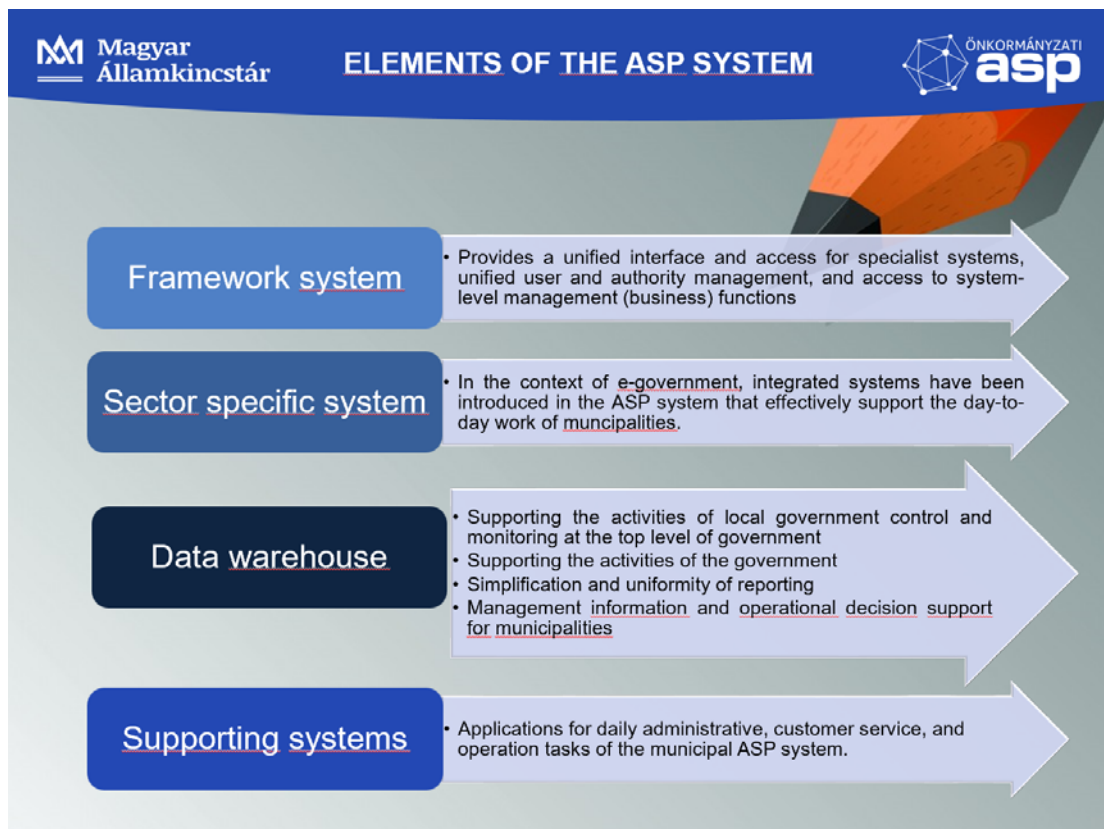 Magyar
Államkincstár
ELEMENTS OF THE ASP SYSTEM
ÖNKORMÁNYZATI
asp
Framework system
• Provides a unified interface and access for specialist systems,
unified user and authority management, and access to system-
level management (business) functions
Sector specific system
• In the context of e-government, integrated systems have been
introduced in the ASP system that effectively support the day-to-
day work of muncipalities.
Data warehouse
• Supporting the activities of local government control and
monitoring at the top level of government
• Supporting the activities of the government
• Simplification and uniformity of reporting
• Management information and operational decision support
for municipalities
Supporting systems
• Applications for daily administrative, customer service, and
operation tasks of the municipal ASP system.